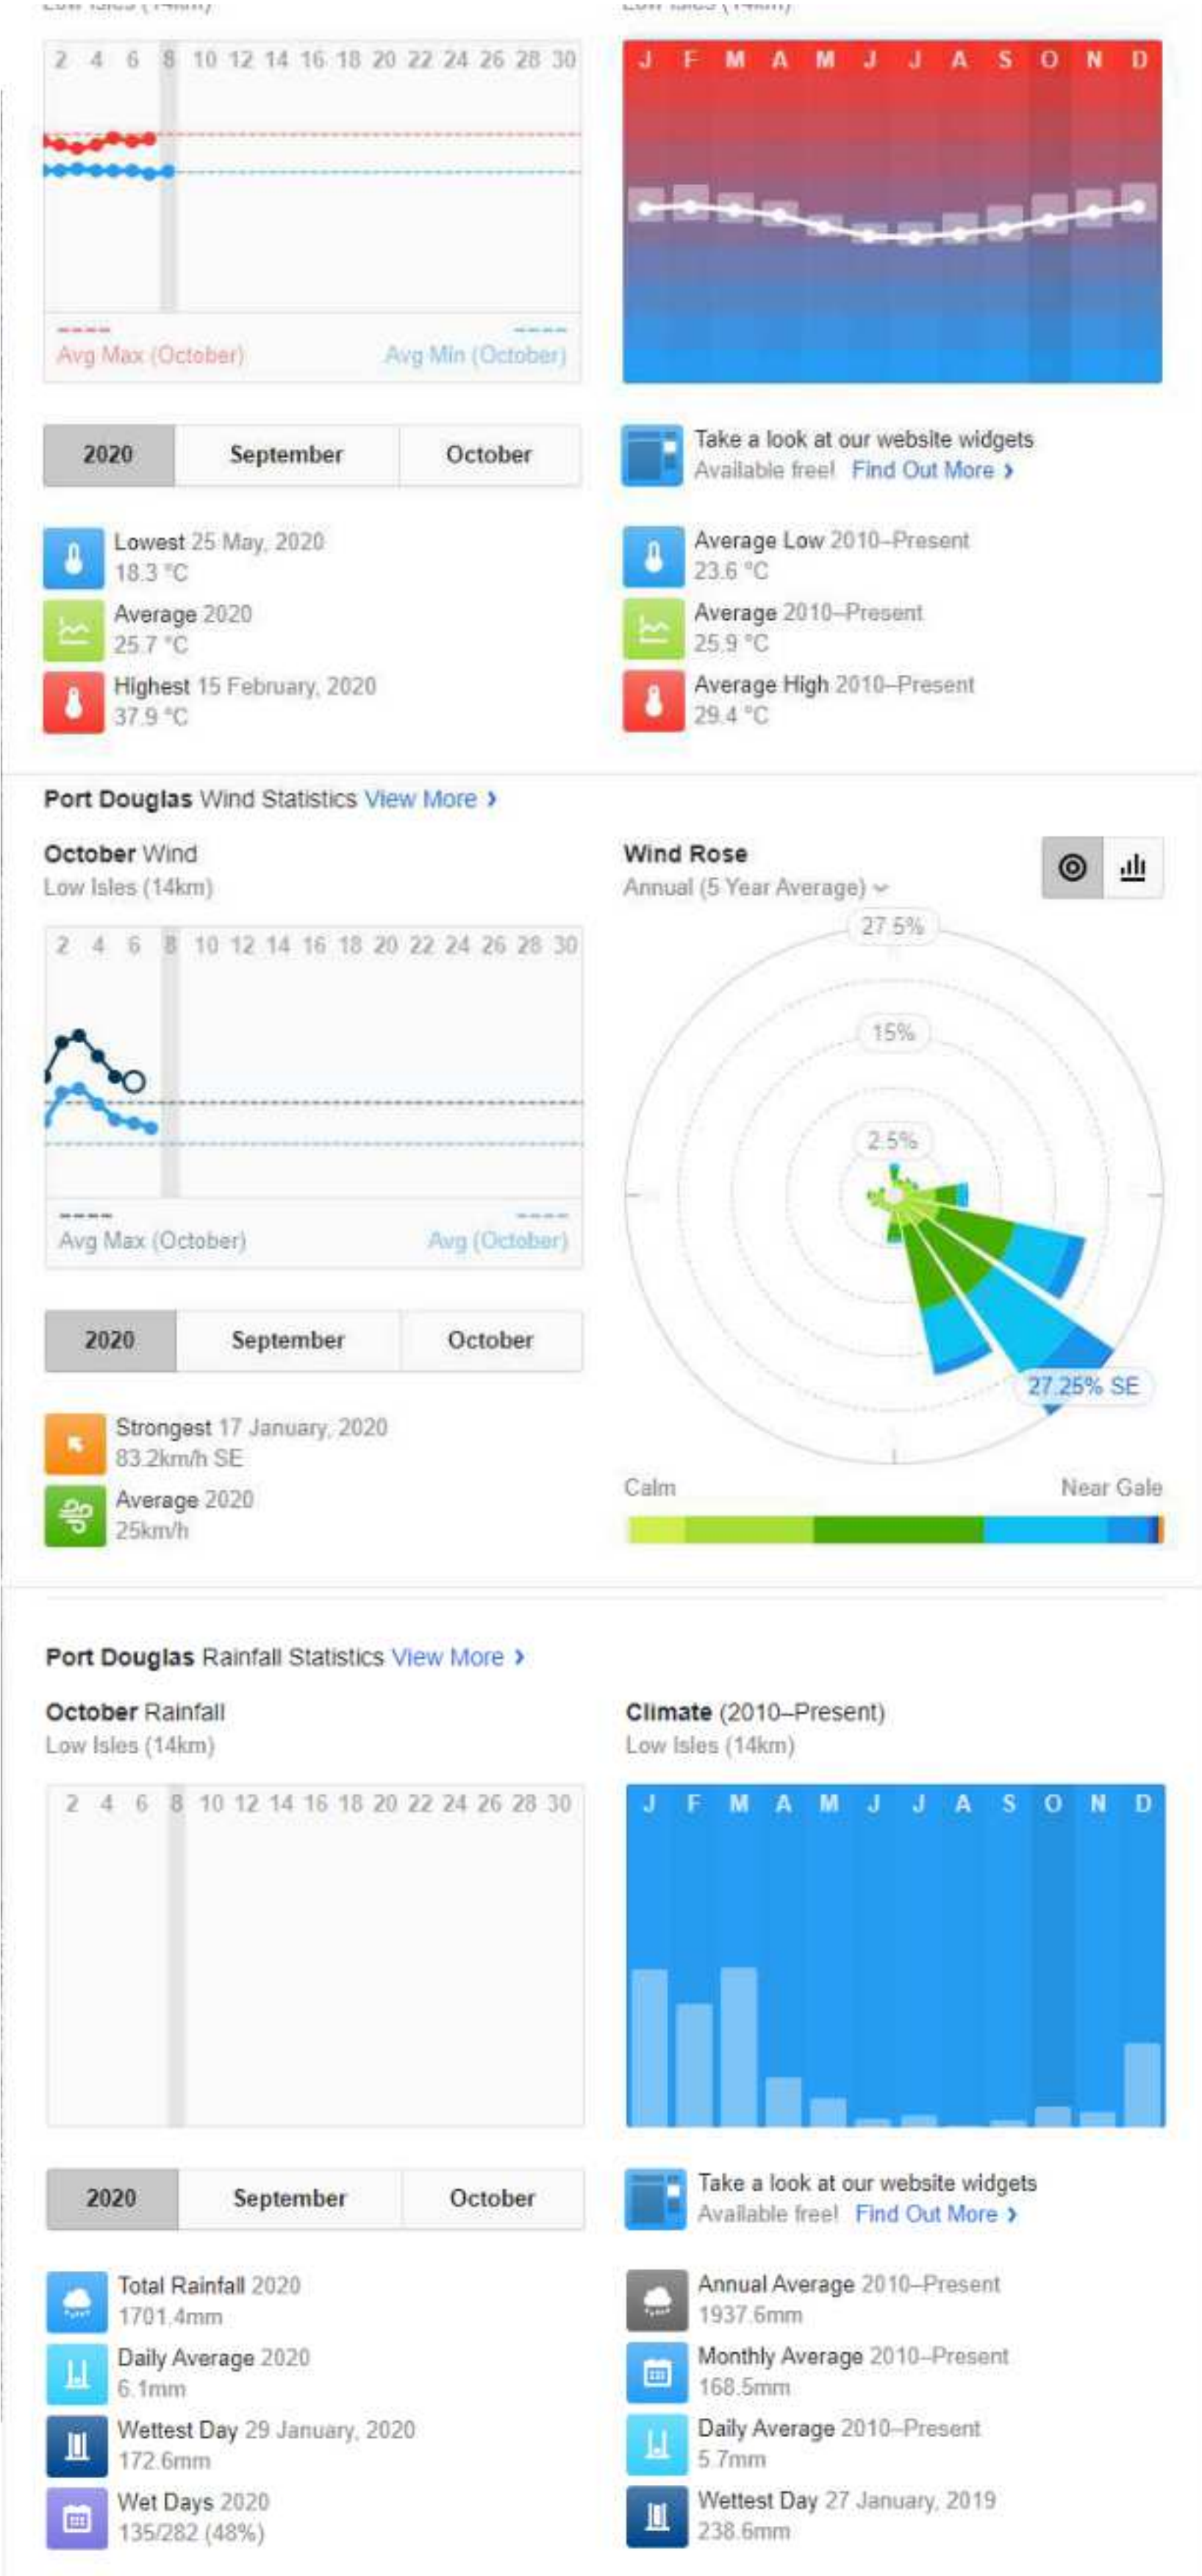 Low Isles (14km)
Low Isles (14km)
2 4 6 8 10 12 14 16 18 20 22 24 26 28 30
J F M A M J J A S O N D
Avg Max (October)
Avg Min (October)
2020
September
October
Take a look at our website widgets
Available free! Find Out More ›
Lowest 25 May, 2020
18.3 °C
Average 2020
25.7 °C
Highest 15 February, 2020
37.9 °C
Average Low 2010–Present
23.6 °C
Average 2010–Present
25.9 °C
Average High 2010–Present
29.4 °C
Port Douglas Wind Statistics View More ›
October Wind
Low Isles (14km)
2 4 6 8 10 12 14 16 18 20 22 24 26 28 30
Avg Max (October)
Avg (October)
2020
September
October
Strongest 17 January, 2020
83.2km/h SE
Average 2020
25km/h
Wind Rose
Annual (5 Year Average)
27.5%
15%
2.5%
27.25% SE
Calm
Near Gale
Port Douglas Rainfall Statistics View More ›
October Rainfall
Low Isles (14km)
2 4 6 8 10 12 14 16 18 20 22 24 26 28 30
2020
September
October
Total Rainfall 2020
1701.4mm
Daily Average 2020
6.1mm
Wettest Day 29 January, 2020
172.6mm
Wet Days 2020
135/282 (48%)
Climate (2010–Present)
Low Isles (14km)
J F M A M J J A S O N D
Take a look at our website widgets
Available free! Find Out More ›
Annual Average 2010–Present
1937.6mm
Monthly Average 2010–Present
168.5mm
Daily Average 2010–Present
5.7mm
Wettest Day 27 January, 2019
238.6mm